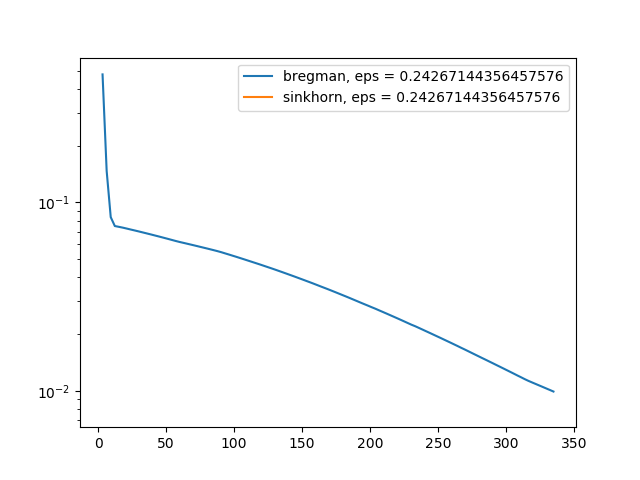 bregman, eps = 0.24267144356457576
sinkhorn, eps = 0.24267144356457576
10⁻¹
10⁻²
0 50 100 150 200 250 300 350